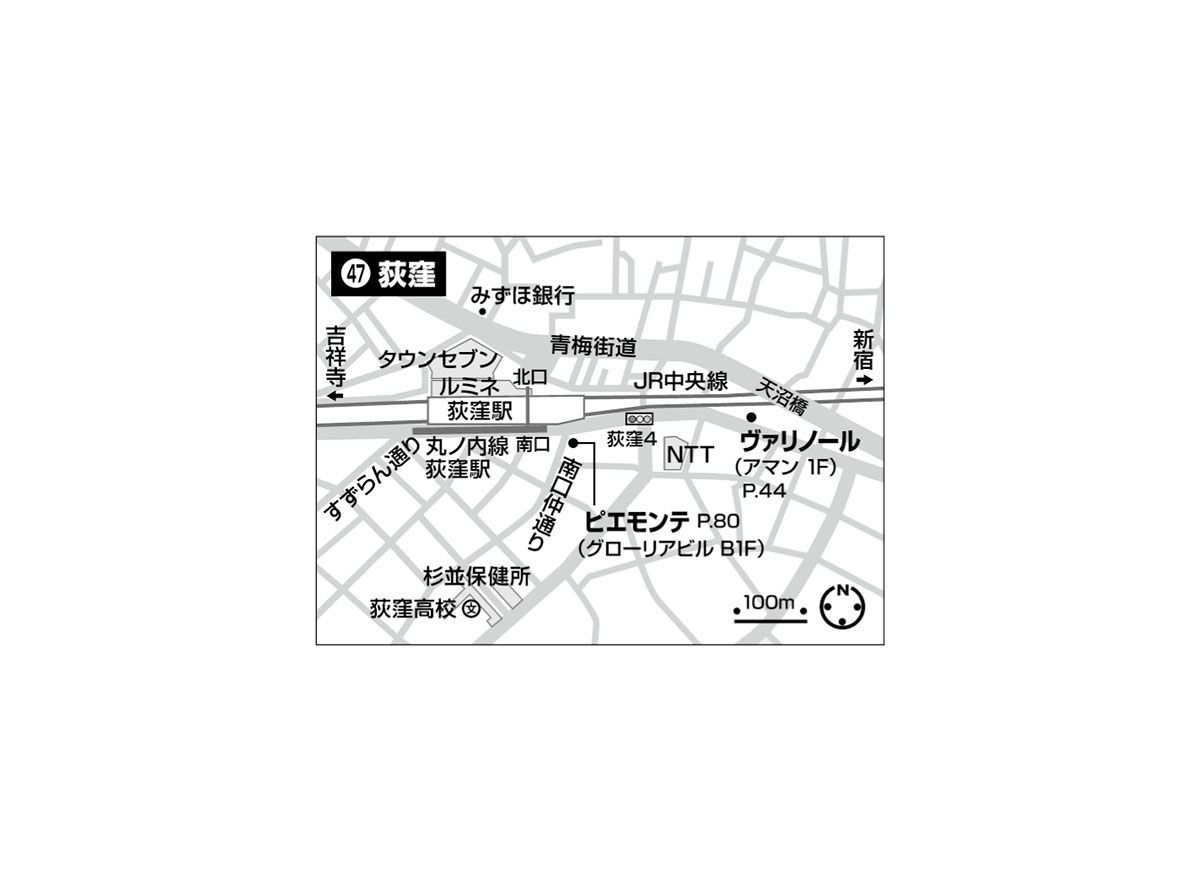 47 荻窪
みずほ銀行
吉祥寺
青梅街道
新宿
タウンセブン
北口
ルミネ
JR中央線
天沼橋
荻窪駅
荻窪4
ヴァリノール
(アマン 1F)
P.44
丸ノ内線
荻窪駅
南口
NTT
すずらん通り
南口仲通り
ピエモンテ P.80
(グローリアビル B1F)
杉並保健所
荻窪高校 文
100m
N